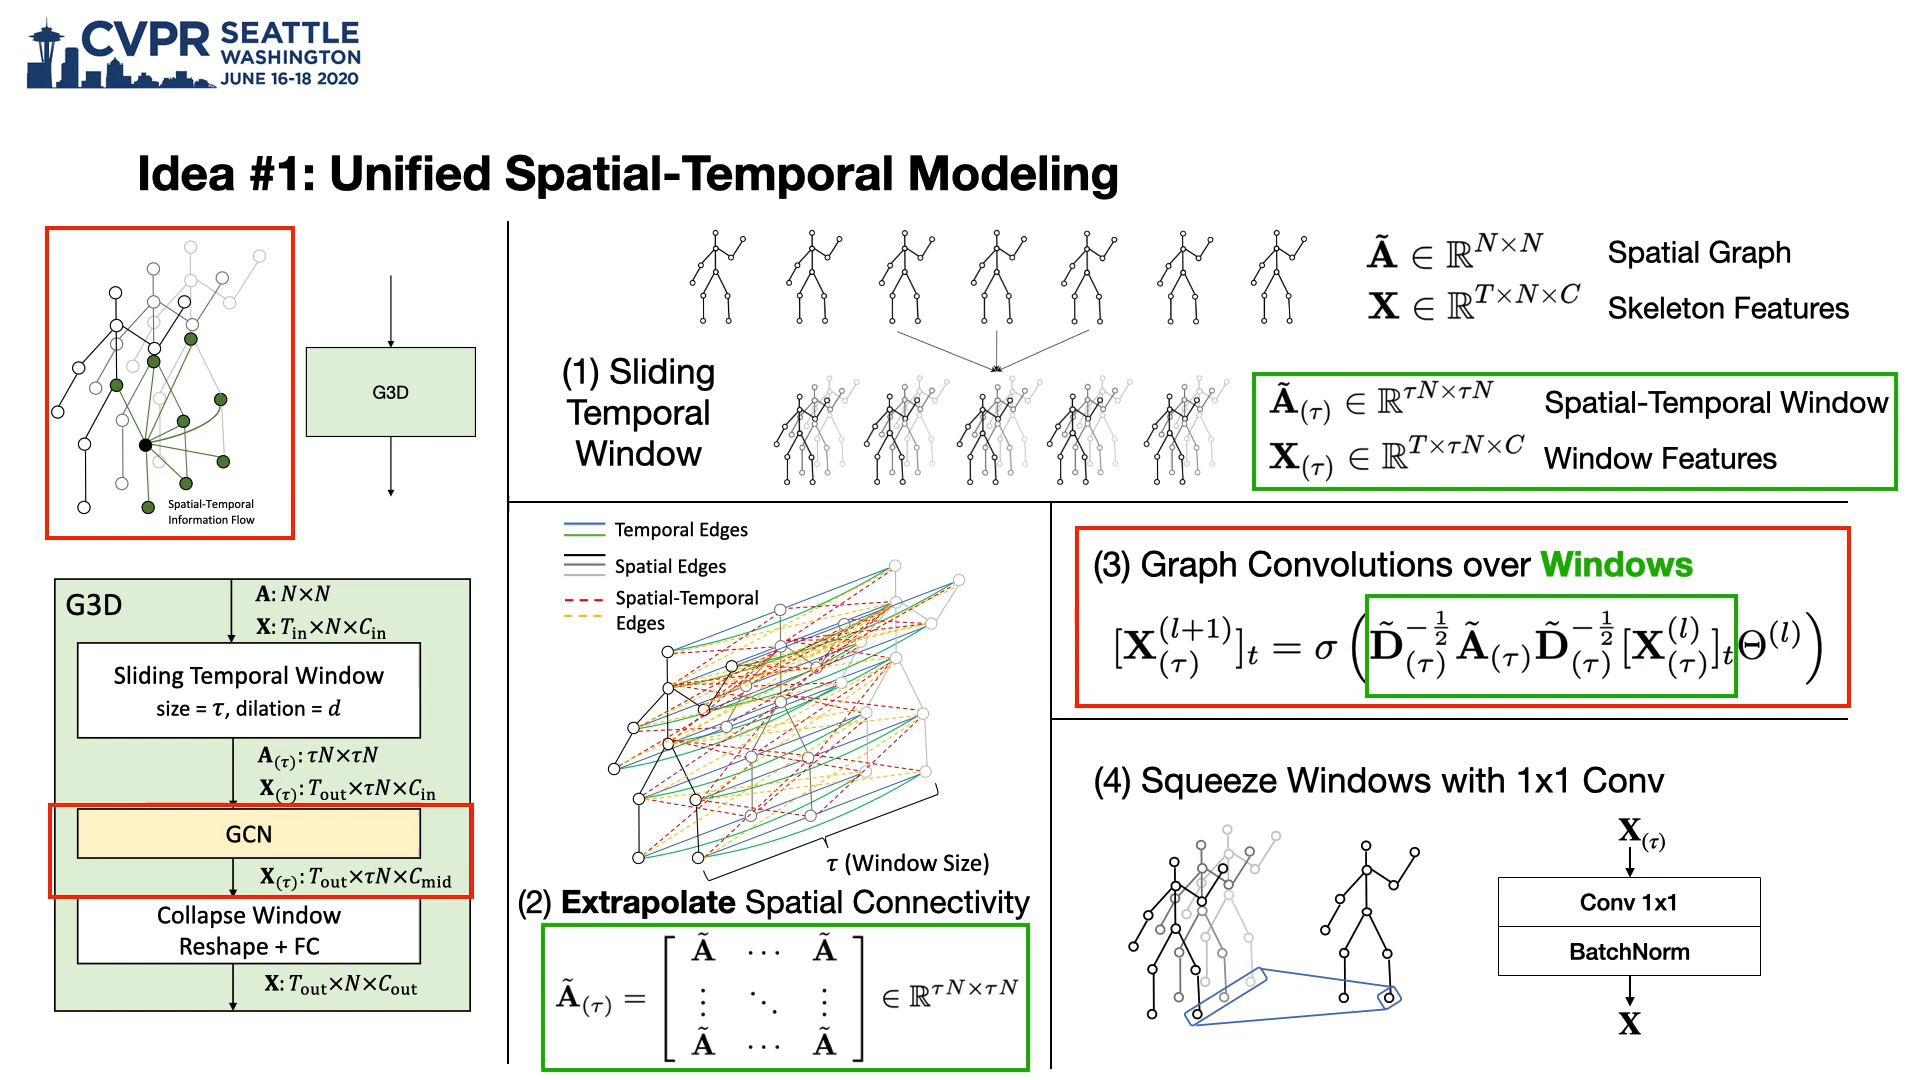 CVPR SEATTLE
WASHINGTON
JUNE 16-18 2020
Idea #1: Unified Spatial-Temporal Modeling
Spatial-Temporal
Information Flow
G3D
G3D
A: N×N
X: T_in×N×C_in
Sliding Temporal Window
size = τ, dilation = d
A_(τ): τN×τN
X_(τ): T_out×τN×C_in
GCN
X_(τ): T_out×τN×C_mid
Collapse Window
Reshape + FC
X: T_out×N×C_out
(1) Sliding
Temporal
Window
Ã ∈ ℝ^{N×N} Spatial Graph
X ∈ ℝ^{T×N×C} Skeleton Features
Ã_(τ) ∈ ℝ^{τN×τN} Spatial-Temporal Window
X_(τ) ∈ ℝ^{T×τN×C} Window Features
Temporal Edges
Spatial Edges
Spatial-Temporal
Edges
τ (Window Size)
(2) Extrapolate Spatial Connectivity
Ã_(τ) = [Ã ⋯ Ã; ⋮ ⋱ ⋮; Ã ⋯ Ã] ∈ ℝ^{τN×τN}
(3) Graph Convolutions over Windows
[X_(τ)^(l+1)]_t = σ(D̃_(τ)^{-1/2} Ã_(τ) D̃_(τ)^{-1/2} [X_(τ)^(l)]_t Θ^(l))
(4) Squeeze Windows with 1x1 Conv
X_(τ)
Conv 1x1
BatchNorm
X